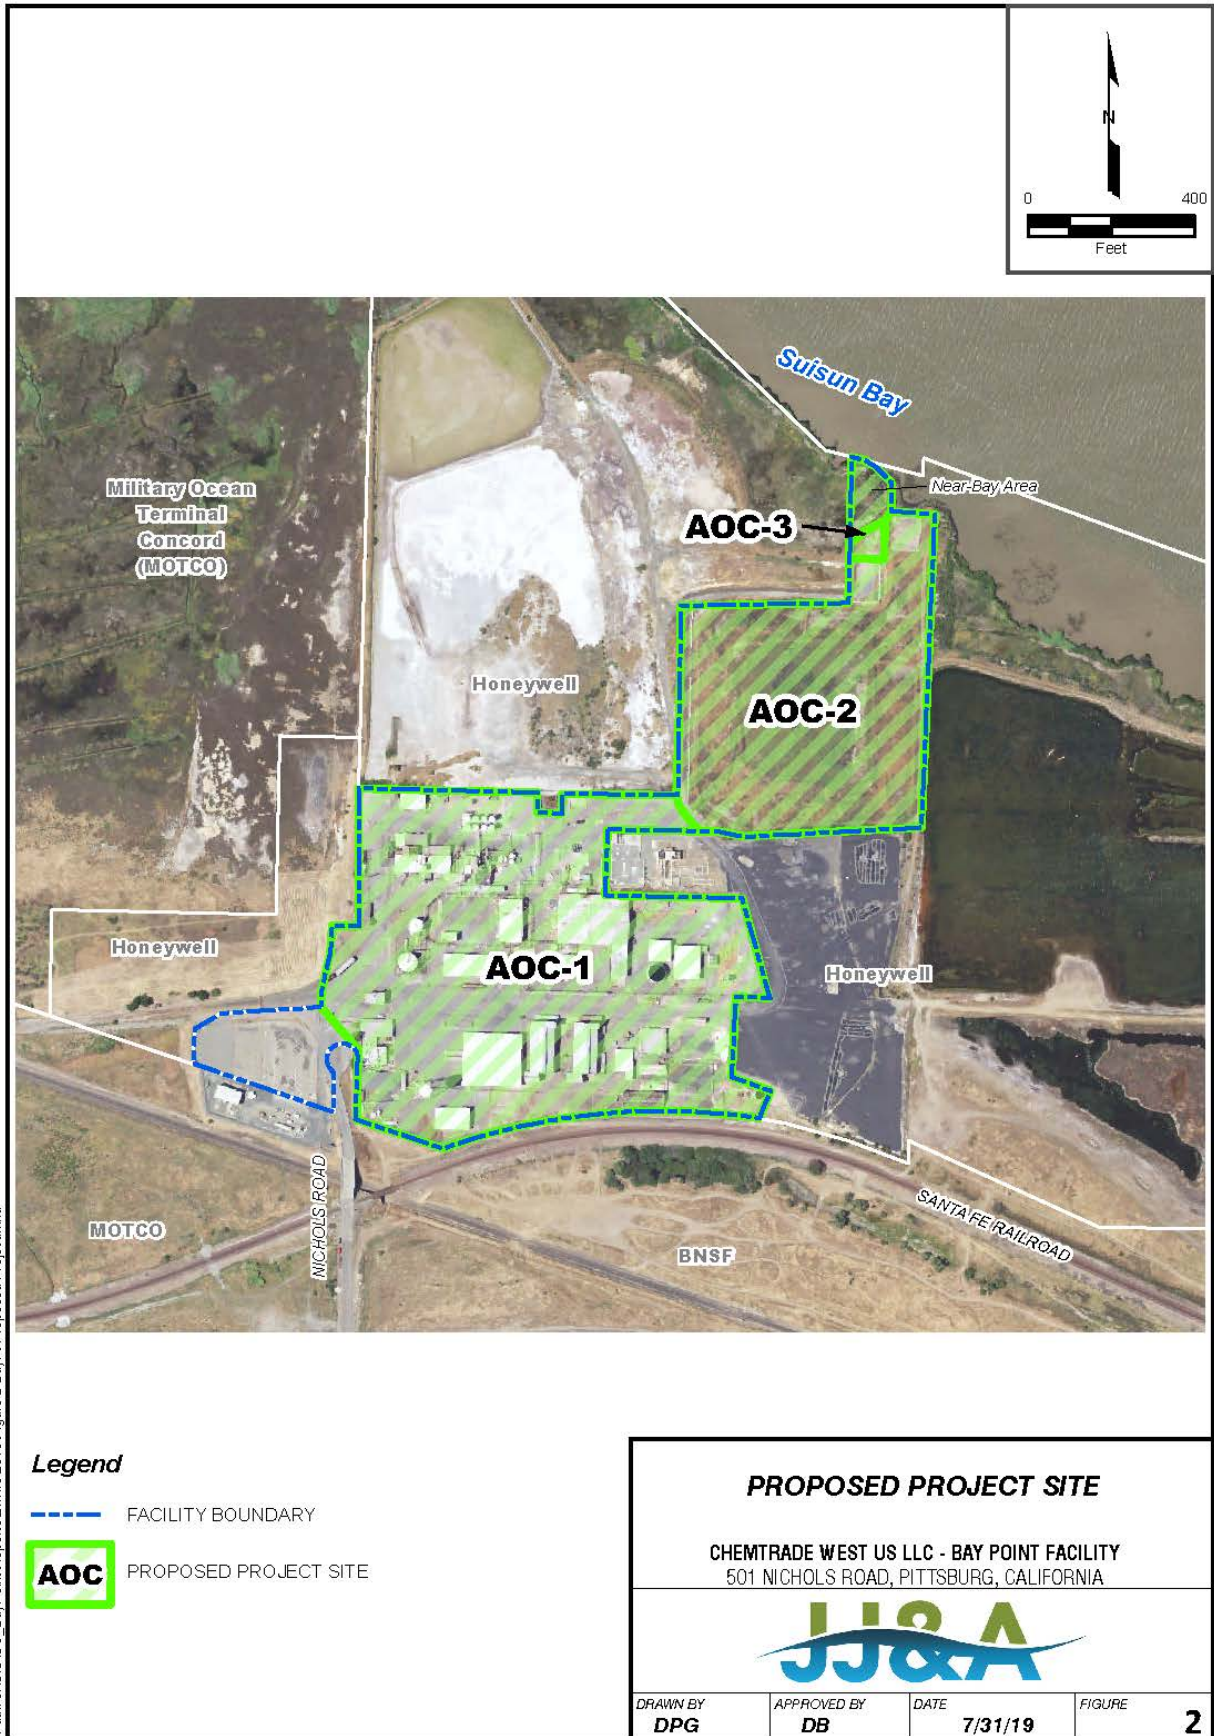 N
0 400
Feet
Suisun Bay
Near-Bay Area
Military Ocean
Terminal
Concord
(MOTCO)
AOC-3
Honeywell
AOC-2
Honeywell
AOC-1
Honeywell
NICHOLS ROAD
SANTA FE RAILROAD
MOTCO
BNSF
Legend
FACILITY BOUNDARY
AOC PROPOSED PROJECT SITE
PROPOSED PROJECT SITE
CHEMTRADE WEST US LLC - BAY POINT FACILITY
501 NICHOLS ROAD, PITTSBURG, CALIFORNIA
JJ&A
DRAWN BY APPROVED BY DATE FIGURE
DPG DB 7/31/19 2